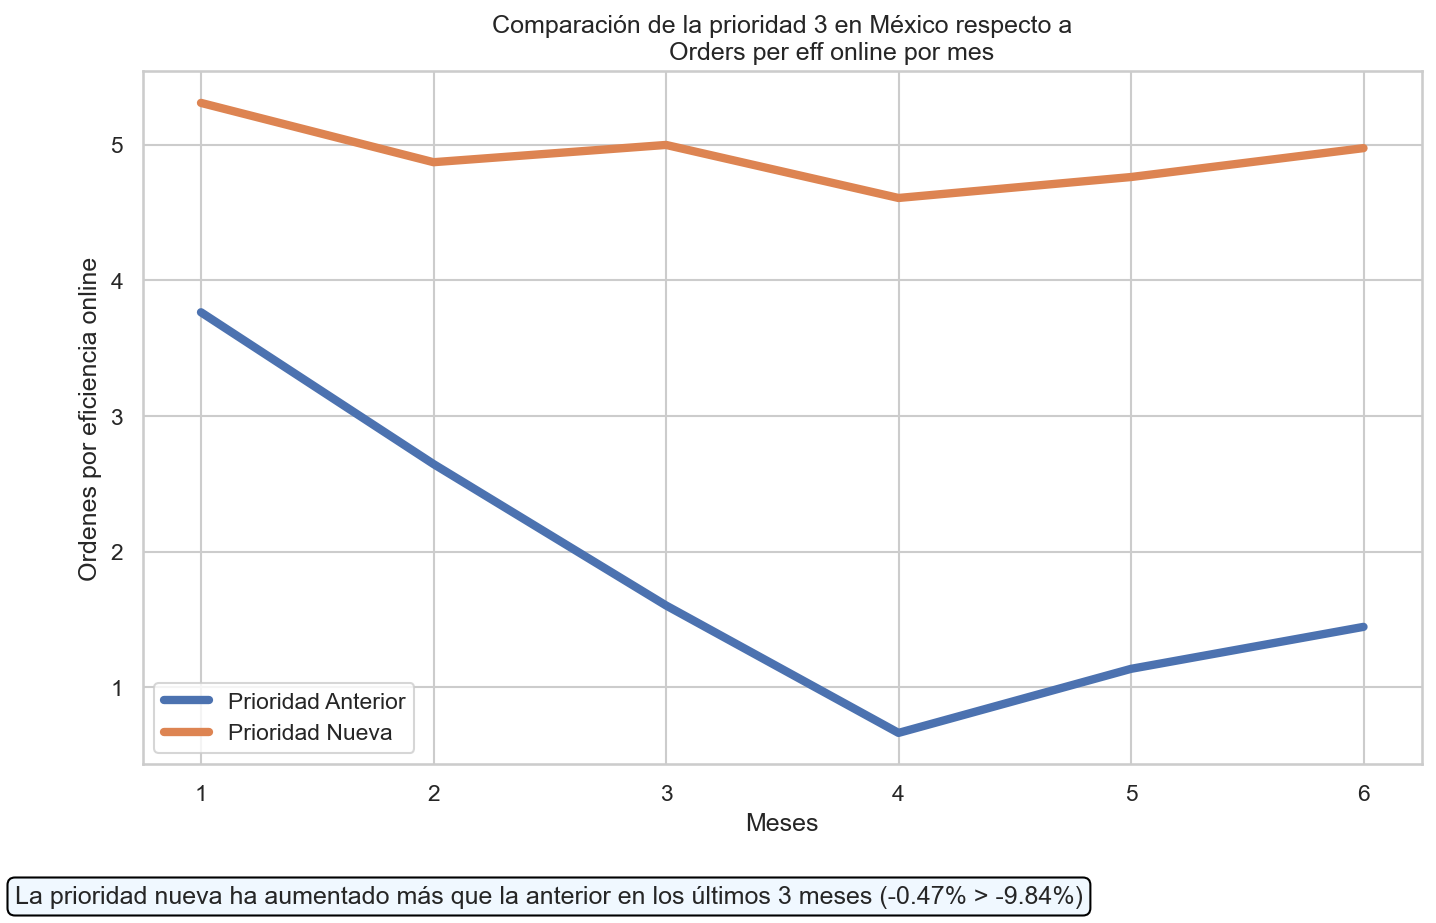 Comparación de la prioridad 3 en México respecto a
Orders per eff online por mes
Ordenes por eficiencia online
5
4
3
2
1
Prioridad Anterior
Prioridad Nueva
1 2 3 4 5 6
Meses
La prioridad nueva ha aumentado más que la anterior en los últimos 3 meses (-0.47% > -9.84%)